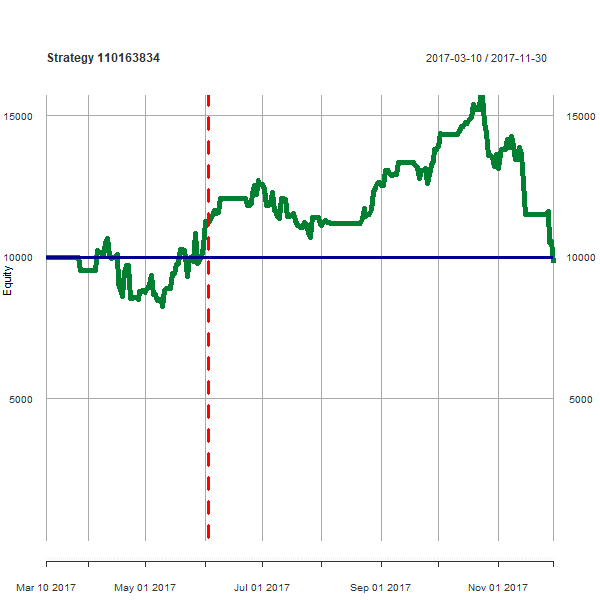 Strategy 110163834
2017-03-10 / 2017-11-30
15000
15000
10000
10000
Equity
5000
5000
Mar 10 2017
May 01 2017
Jul 01 2017
Sep 01 2017
Nov 01 2017